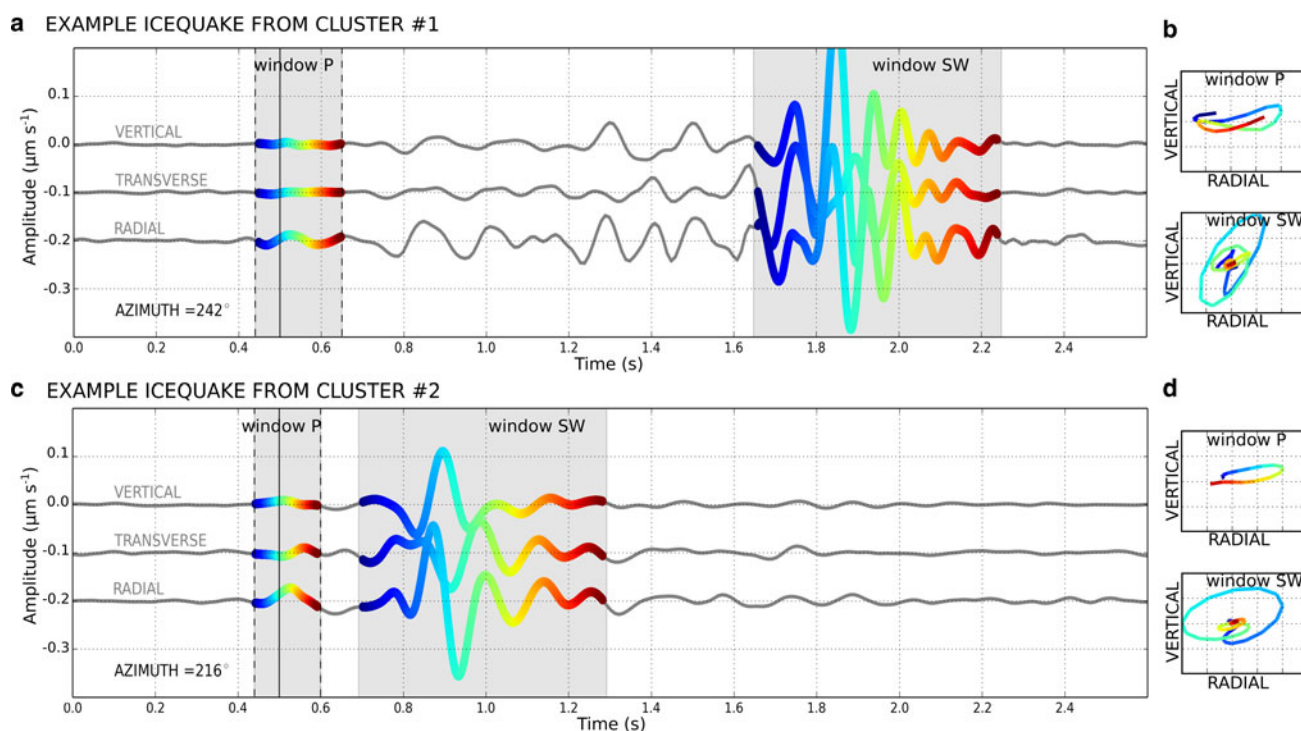 a EXAMPLE ICEQUAKE FROM CLUSTER #1
window P
window SW
VERTICAL
TRANSVERSE
RADIAL
AZIMUTH =242°
Amplitude (µm s⁻¹)
0.1
0.0
-0.1
-0.2
-0.3
0.0 0.2 0.4 0.6 0.8 1.0 1.2 1.4 1.6 1.8 2.0 2.2 2.4
Time (s)
b
window P
VERTICAL
RADIAL
window SW
VERTICAL
RADIAL
c EXAMPLE ICEQUAKE FROM CLUSTER #2
window P
window SW
VERTICAL
TRANSVERSE
RADIAL
AZIMUTH =216°
Amplitude (µm s⁻¹)
0.1
0.0
-0.1
-0.2
-0.3
0.0 0.2 0.4 0.6 0.8 1.0 1.2 1.4 1.6 1.8 2.0 2.2 2.4
Time (s)
d
window P
VERTICAL
RADIAL
window SW
VERTICAL
RADIAL